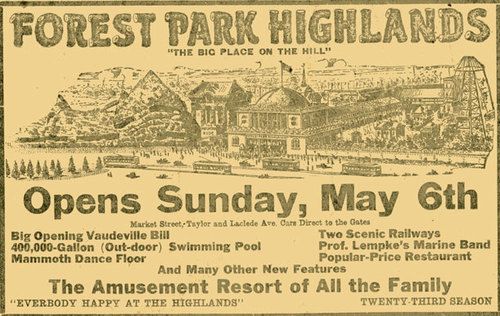 FOREST PARK HIGHLANDS
"THE BIG PLACE ON THE HILL"
Opens Sunday, May 6th
Market Street,-Taylor and Laclede Ave. Cars Direct to the Gates
Big Opening Vaudeville Bill
400,000-Gallon (Out-door) Swimming Pool
Mammoth Dance Floor
Two Scenic Railways
Prof. Lempke's Marine Band
Popular-Price Restaurant
And Many Other New Features
The Amusement Resort of All the Family
"EVERBODY HAPPY AT THE HIGHLANDS"
TWENTY-THIRD SEASON